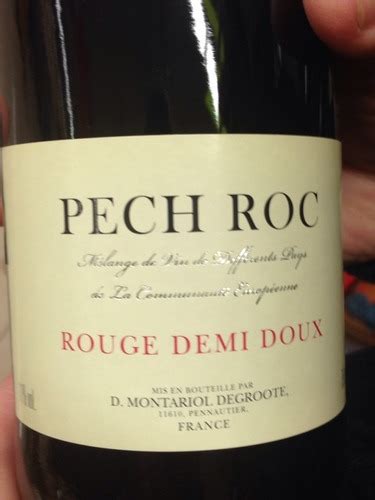 PECH ROC
Mélange de Vin de Différents Pays
de La Communauté Européenne
ROUGE DEMI DOUX
MIS EN BOUTEILLE PAR
D. MONTARIOL DEGROOTE,
11610, PENNAUTIER,
FRANCE